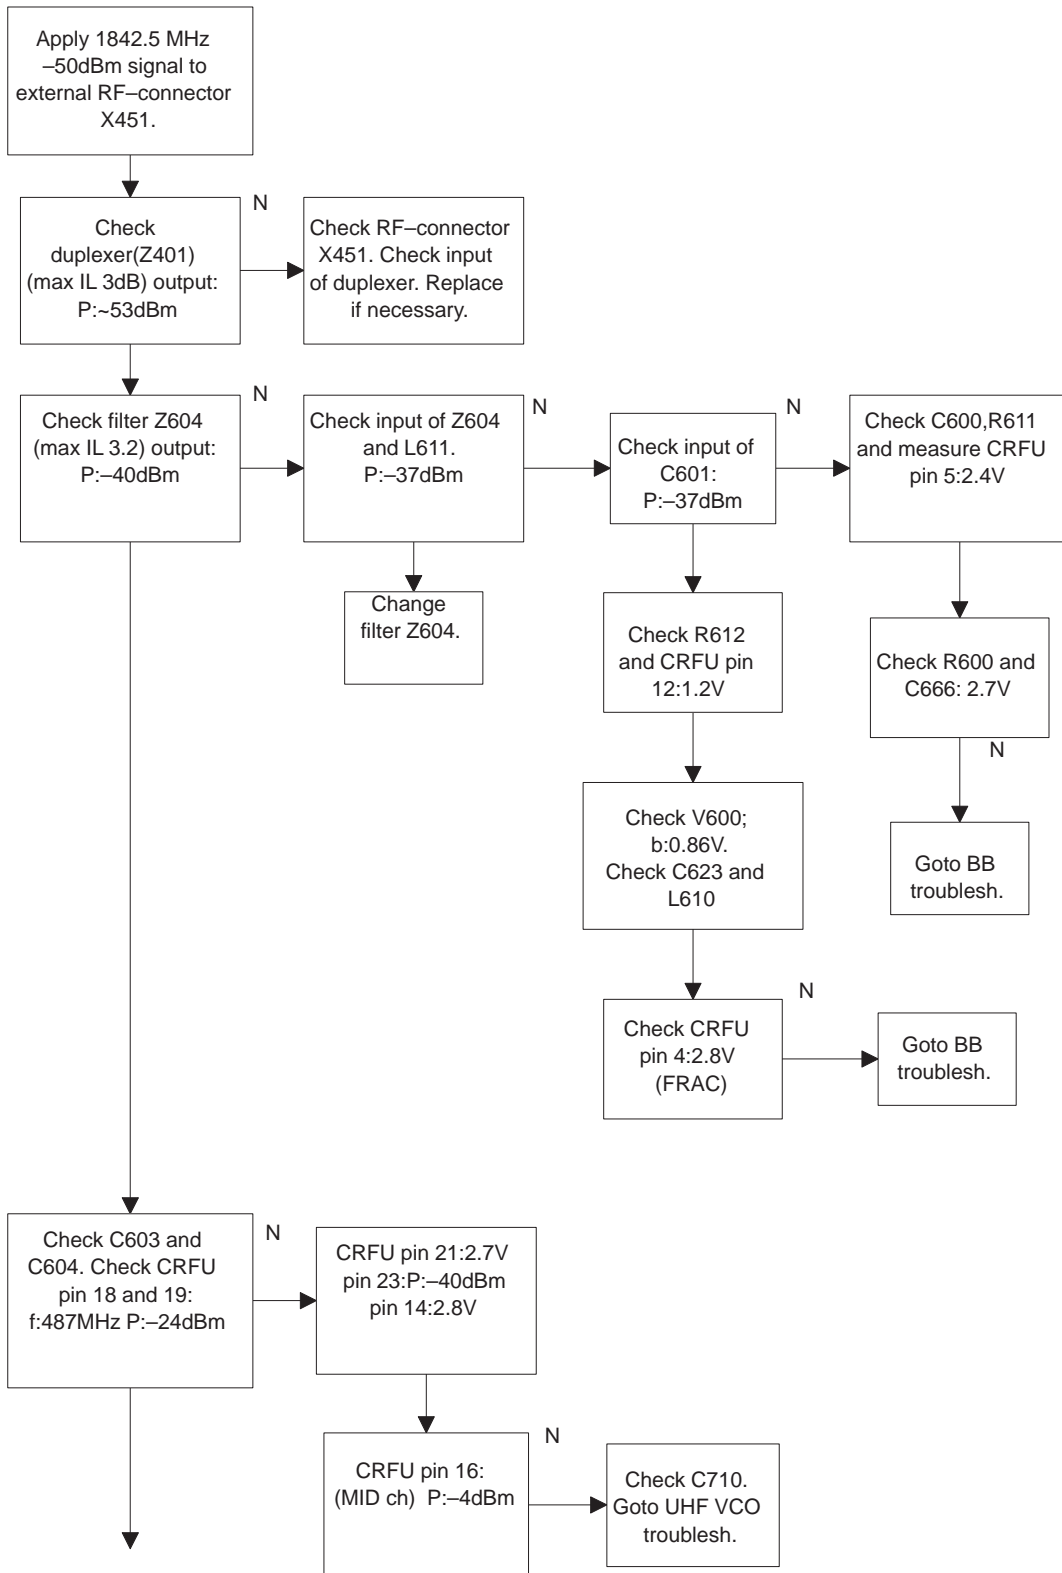 Apply 1842.5 MHz
–50dBm signal to
external RF–connector
X451.
N
Check
duplexer(Z401)
(max IL 3dB) output:
P:~53dBm
Check RF–connector
X451. Check input
of duplexer. Replace
if necessary.
N
Check filter Z604
(max IL 3.2) output:
P:–40dBm
N
Check input of Z604
and L611.
P:–37dBm
N
Check input of
C601:
P:–37dBm
Check C600,R611
and measure CRFU
pin 5:2.4V
Change
filter Z604.
Check R612
and CRFU pin
12:1.2V
Check R600 and
C666: 2.7V
N
Check V600;
b:0.86V.
Check C623 and
L610
Goto BB
troublesh.
N
Check CRFU
pin 4:2.8V
(FRAC)
Goto BB
troublesh.
N
Check C603 and
C604. Check CRFU
pin 18 and 19:
f:487MHz P:–24dBm
CRFU pin 21:2.7V
pin 23:P:–40dBm
pin 14:2.8V
N
CRFU pin 16:
(MID ch) P:–4dBm
Check C710.
Goto UHF VCO
troublesh.